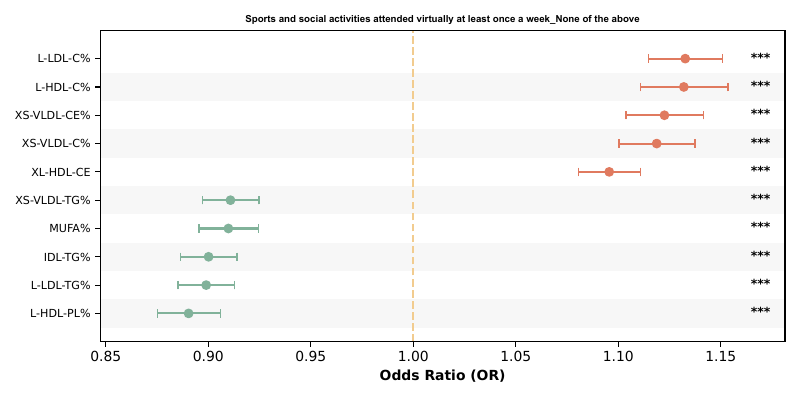 Sports and social activities attended virtually at least once a week_None of the above
L-LDL-C% ***
L-HDL-C% ***
XS-VLDL-CE% ***
XS-VLDL-C% ***
XL-HDL-CE ***
XS-VLDL-TG% ***
MUFA% ***
IDL-TG% ***
L-LDL-TG% ***
L-HDL-PL% ***
0.85 0.90 0.95 1.00 1.05 1.10 1.15
Odds Ratio (OR)